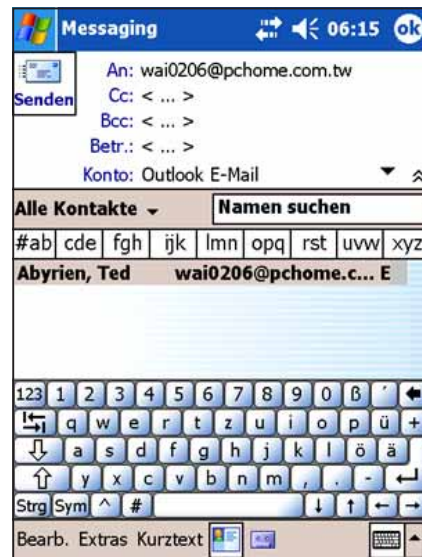 Messaging 06:15 ok
Senden
An: wai0206@pchome.com.tw
Cc: < ... >
Bcc: < ... >
Betr.: < ... >
Konto: Outlook E-Mail
Alle Kontakte Namen suchen
#ab cde fgh ijk lmn opq rst uvw xyz
Abyrien, Ted wai0206@pchome.c... E
123 1 2 3 4 5 6 7 8 9 0 ß ´
q w e r t z u i o p ü +
a s d f g h j k l ö ä
y x c v b n m , . -
Strg Sym ^ #
Bearb. Extras Kurztext